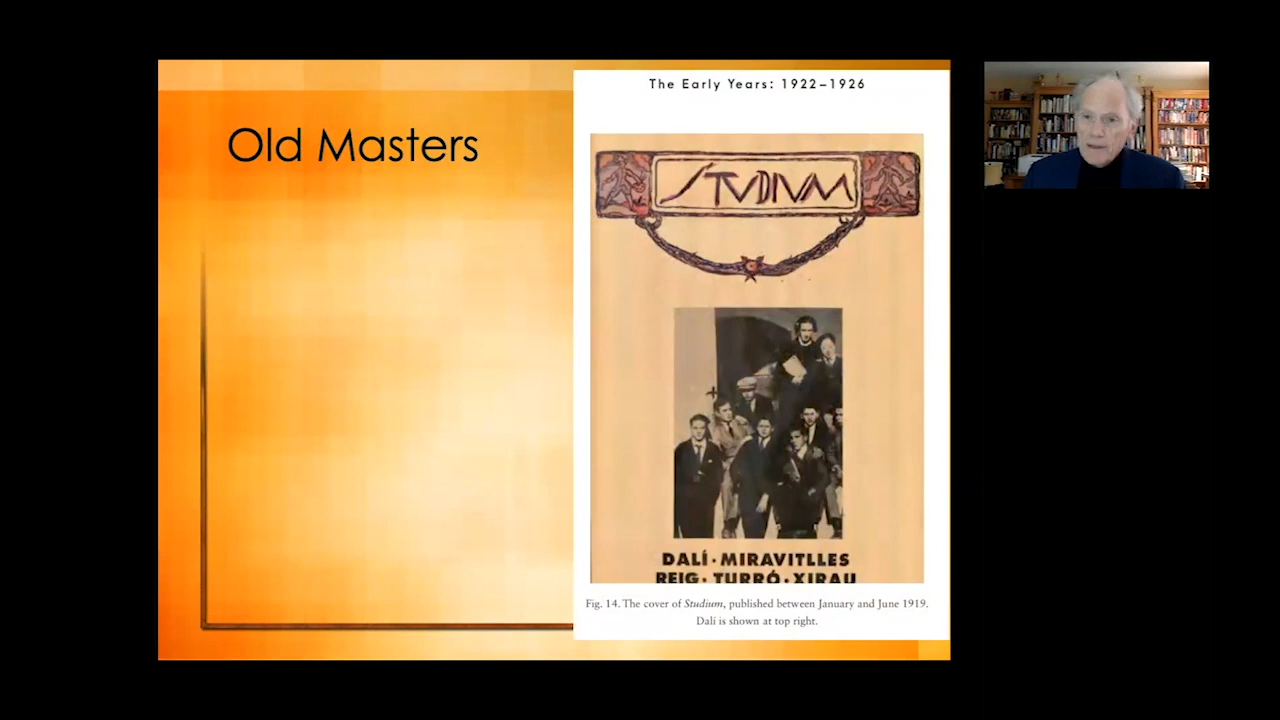 Old Masters
The Early Years: 1922–1926
STVDIVM
DALÍ·MIRAVITLLES
REIG·TURRÓ·XIRAU
Fig. 14. The cover of Studium, published between January and June 1919.
Dalí is shown at top right.